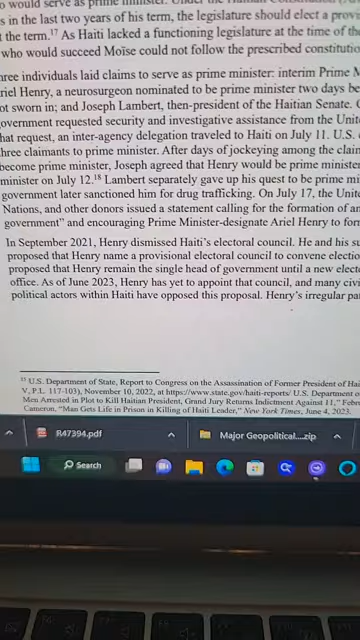 o would serve as prime minister. Under the Haitian Constitution
s in the last two years of his term, the legislature should elect a prov
t the term.17 As Haiti lacked a functioning legislature at the time of th
who would succeed Moïse could not follow the prescribed constitutio
hree individuals laid claims to serve as prime minister: interim Prime M
riel Henry, a neurosurgeon nominated to be prime minister two days be
ot sworn in; and Joseph Lambert, then-president of the Haitian Senate. C
overnment requested security and investigative assistance from the Unit
hat request, an inter-agency delegation traveled to Haiti on July 11. U.S.
hree claimants to prime minister. After days of jockeying among the claim
become prime minister, Joseph agreed that Henry would be prime minister
minister on July 12.18 Lambert separately gave up his quest to be prime mi
government later sanctioned him for drug trafficking. On July 17, the Unite
Nations, and other donors issued a statement calling for the formation of an
government" and encouraging Prime Minister-designate Ariel Henry to form
In September 2021, Henry dismissed Haiti's electoral council. He and his su
proposed that Henry name a provisional electoral council to convene electio
proposed that Henry remain the single head of government until a new electe
office. As of June 2023, Henry has yet to appoint that council, and many civi
political actors within Haiti have opposed this proposal. Henry's irregular pa
U.S. Department of State, Report to Congress on the Assassination of Former President of Hai
V, P.L. 117-103), November 10, 2022, at https://www.state.gov/haiti-reports/ U.S. Department o
Men Arrested in Plot to Kill Haitian President, Grand Jury Returns Indictment Against 11," Febr
Cameron, "Man Gets Life in Prison in Killing of Haiti Leader," New York Times, June 4, 2023.
R47394.pdf
Major Geopolitical....zip
Search